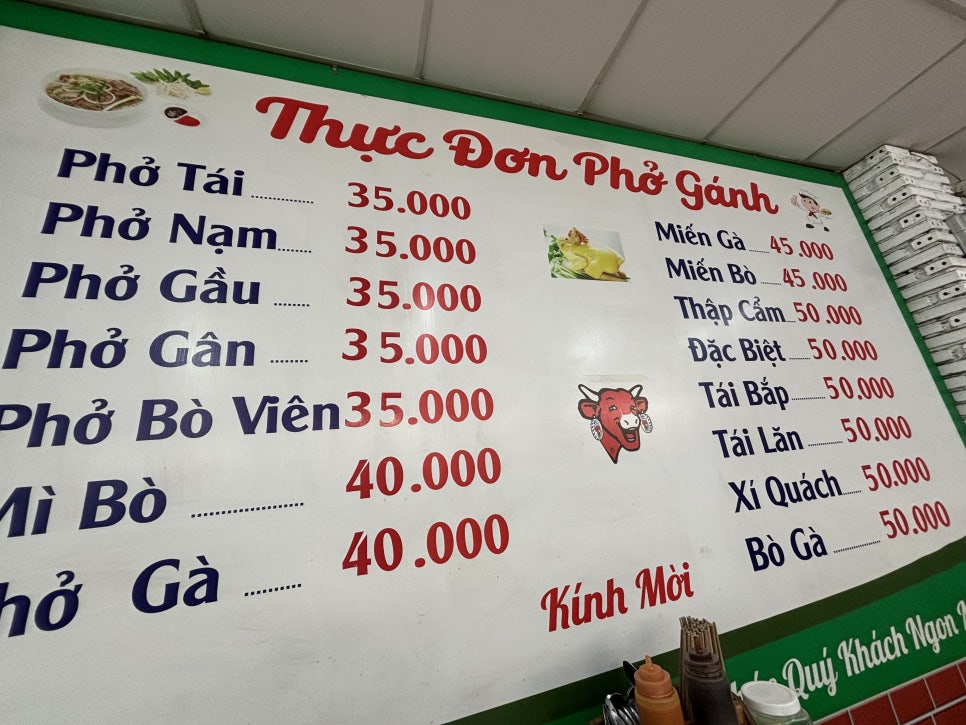 Thực Đơn Phở Gánh
Phở Tái ............... 35.000
Phở Nạm ........ 35.000
Phở Gầu ....... 35.000
Phở Gân ....... 35.000
Phở Bò Viên 35.000
Mì Bò .................... 40.000
Phở Gà .......... 40.000
Miến Gà ...... 45.000
Miến Bò ...... 45.000
Thập Cẩm ... 50.000
Đặc Biệt ...... 50.000
Tái Bắp .......... 50.000
Tái Lăn .......... 50.000
Xí Quách ..... 50.000
Bò Gà .............. 50.000
Kính Mời
Quý Khách Ngon